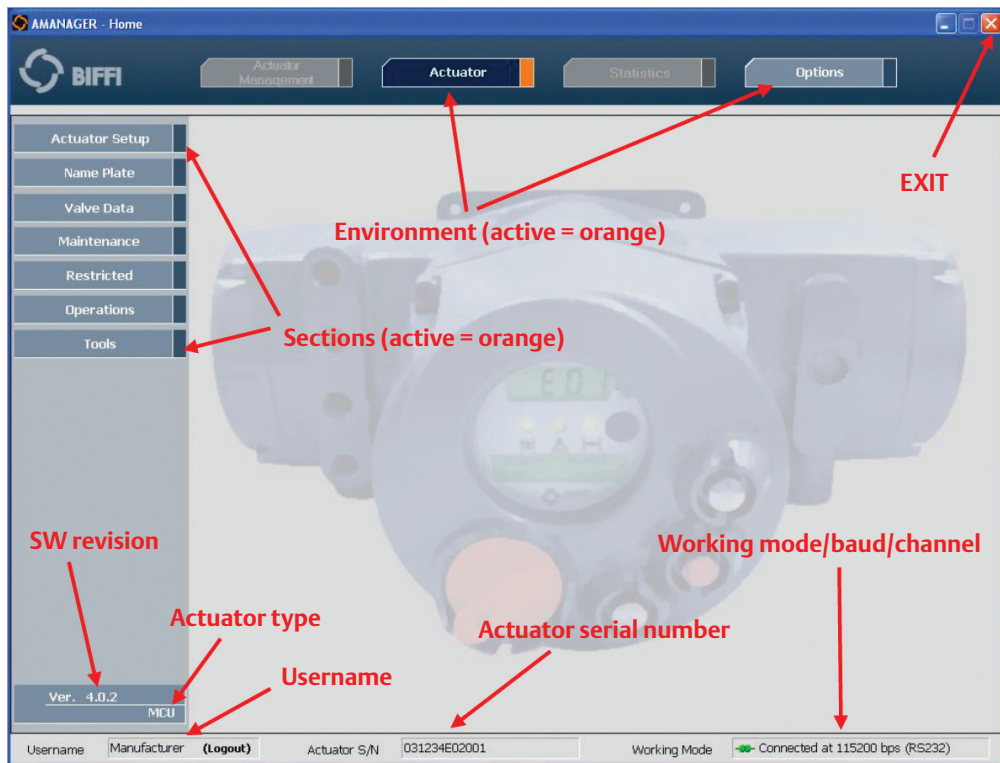 AMANAGER - Home
BIFFI
Actuator
Management
Actuator
Statistics
Options
Actuator Setup
Name Plate
Valve Data
Maintenance
Restricted
Operations
Tools
EXIT
Environment (active = orange)
Sections (active = orange)
E0
SW revision
Working mode/baud/channel
Actuator type
Actuator serial number
Username
Ver. 4.0.2
MCU
Username Manufacturer (Logout) Actuator S/N 031234E02001 Working Mode Connected at 115200 bps (RS232)